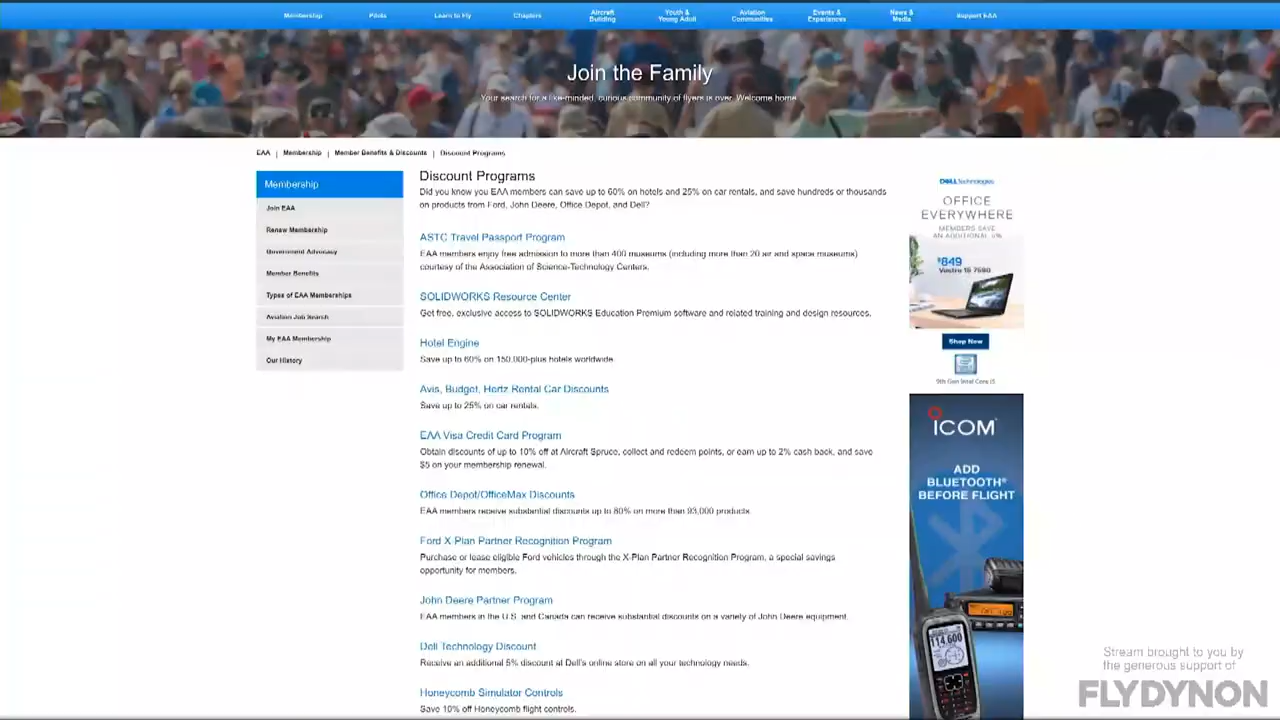 Membership
Pilots
Learn to Fly
Chapters
Aircraft
Building
Youth &
Young Adult
Aviation
Communities
Events &
Experiences
News &
Media
Support EAA
Join the Family
Your search for a like-minded, curious community of flyers is over. Welcome home.
EAA | Membership | Member Benefits & Discounts | Discount Programs
Membership
Join EAA
Renew Membership
Government Advocacy
Member Benefits
Types of EAA Memberships
Aviation Job Search
My EAA Membership
Our History
Discount Programs
Did you know you EAA members can save up to 60% on hotels and 25% on car rentals, and save hundreds or thousands
on products from Ford, John Deere, Office Depot, and Dell?
ASTC Travel Passport Program
EAA members enjoy free admission to more than 400 museums (including more than 20 air and space museums)
courtesy of the Association of Science-Technology Centers.
SOLIDWORKS Resource Center
Get free, exclusive access to SOLIDWORKS Education Premium software and related training and design resources.
Hotel Engine
Save up to 60% on 150,000-plus hotels worldwide.
Avis, Budget, Hertz Rental Car Discounts
Save up to 25% on car rentals.
EAA Visa Credit Card Program
Obtain discounts of up to 10% off at Aircraft Spruce, collect and redeem points, or earn up to 2% cash back, and save
$5 on your membership renewal.
Office Depot/OfficeMax Discounts
EAA members receive substantial discounts up to 80% on more than 93,000 products.
Ford X-Plan Partner Recognition Program
Purchase or lease eligible Ford vehicles through the X-Plan Partner Recognition Program, a special savings
opportunity for members.
John Deere Partner Program
EAA members in the U.S. and Canada can receive substantial discounts on a variety of John Deere equipment.
Dell Technology Discount
Receive an additional 5% discount at Dell's online store on all your technology needs.
Honeycomb Simulator Controls
Save 10% off Honeycomb flight controls.
DELL Technologies
OFFICE
EVERYWHERE
MEMBERS SAVE
AN ADDITIONAL 5%
$849
Vostro 15 7590
Shop Now
9th Gen Intel Core i5
ICOM
ADD
BLUETOOTH®
BEFORE FLIGHT
114.600
Stream brought to you by
the generous support of
FLYDYNON